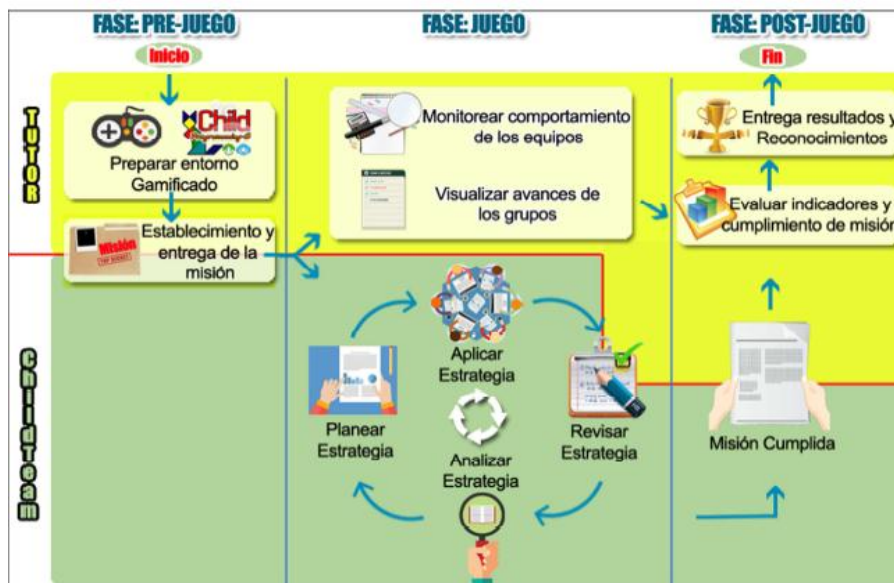 FASE: PRE-JUEGO
FASE: JUEGO
FASE: POST-JUEGO
Inicio
Fin
TUTOR
Child
Preparar entorno
Gamificado
Establecimiento y
entrega de la
misión
Misión
TOP SECRET
Monitorear comportamiento
de los equipos
Visualizar avances de
los grupos
Entrega resultados y
Reconocimientos
Evaluar indicadores y
cumplimiento de misión
Childteam
Aplicar
Estrategia
Planear
Estrategia
Revisar
Estrategia
Analizar
Estrategia
Misión Cumplida